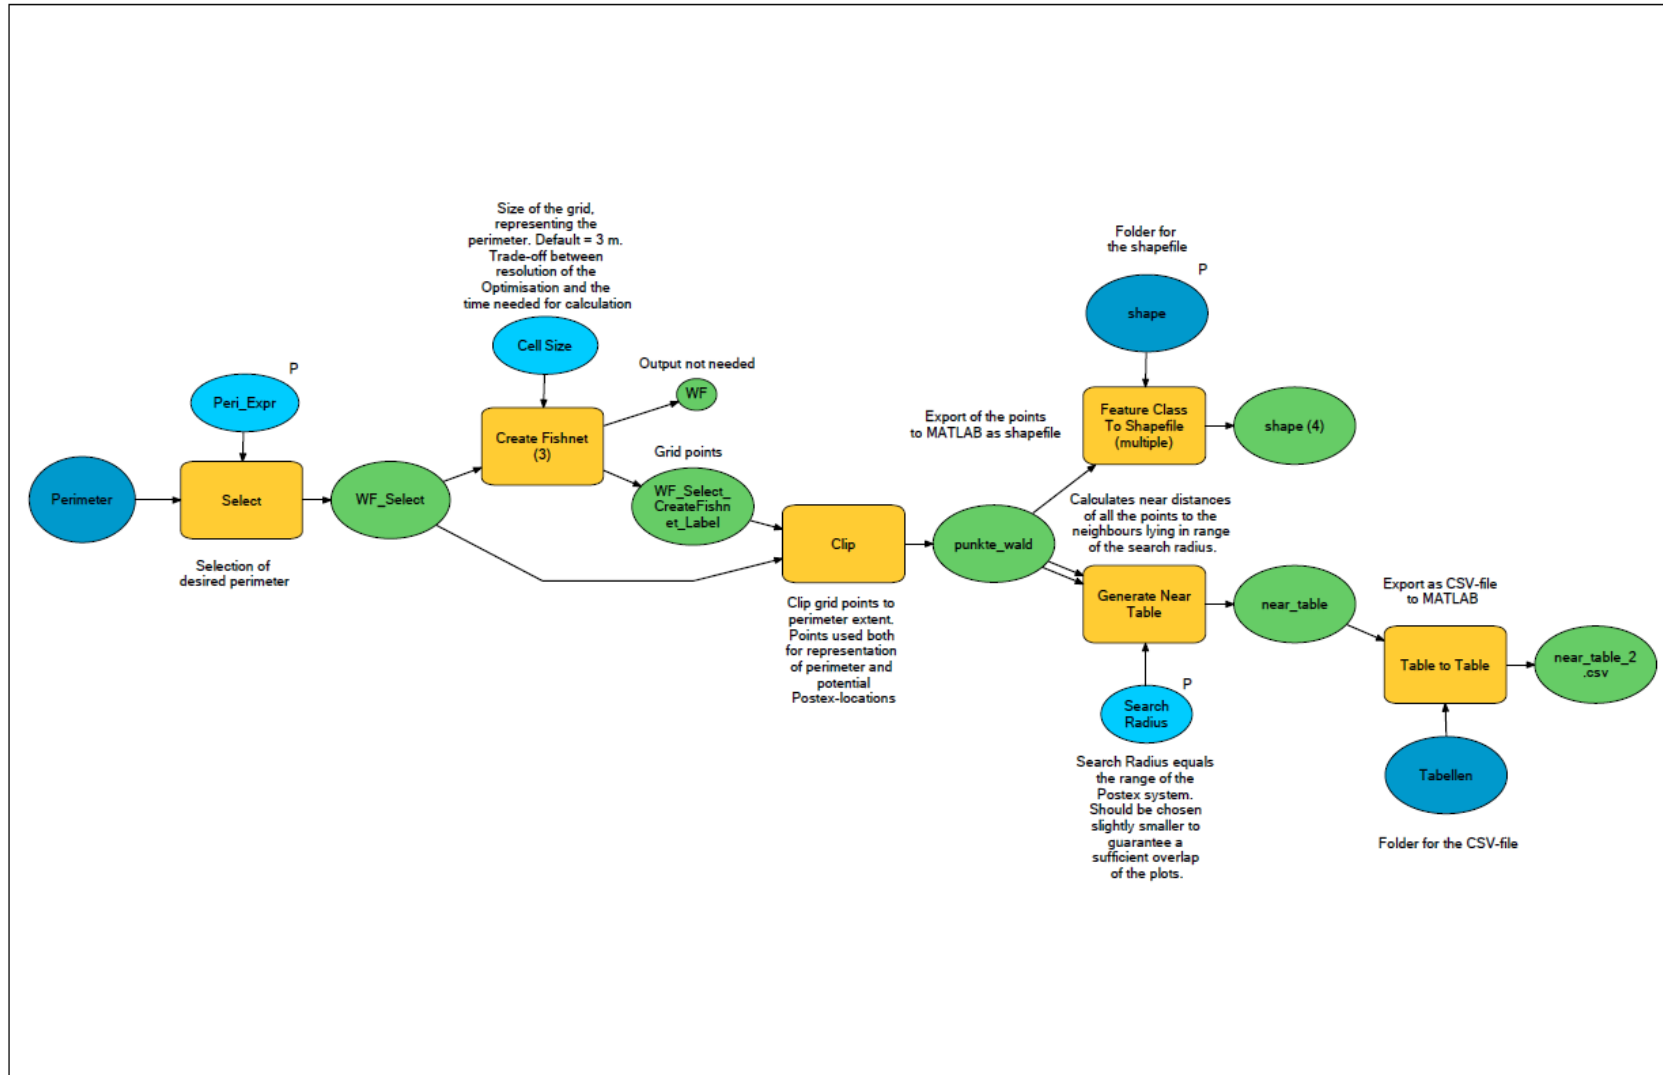 Size of the grid,
representing the
perimeter. Default = 3 m.
Trade-off between
resolution of the
Optimisation and the
time needed for calculation
Cell Size
P
Peri_Expr
Perimeter
Select
Selection of
desired perimeter
WF_Select
Create Fishnet
(3)
Output not needed
WF
Grid points
WF_Select_
CreateFishn
et_Label
Clip
Clip grid points to
perimeter extent.
Points used both
for representation
of perimeter and
potential
Postex-locations
punkte_wald
Folder for
the shapefile
P
shape
Export of the points
to MATLAB as shapefile
Feature Class
To Shapefile
(multiple)
shape (4)
Calculates near distances
of all the points to the
neighbours lying in range
of the search radius.
Generate Near
Table
near_table
P
Search
Radius
Search Radius equals
the range of the
Postex system.
Should be chosen
slightly smaller to
guarantee a
sufficient overlap
of the plots.
Export as CSV-file
to MATLAB
Table to Table
near_table_2
.csv
Tabellen
Folder for the CSV-file